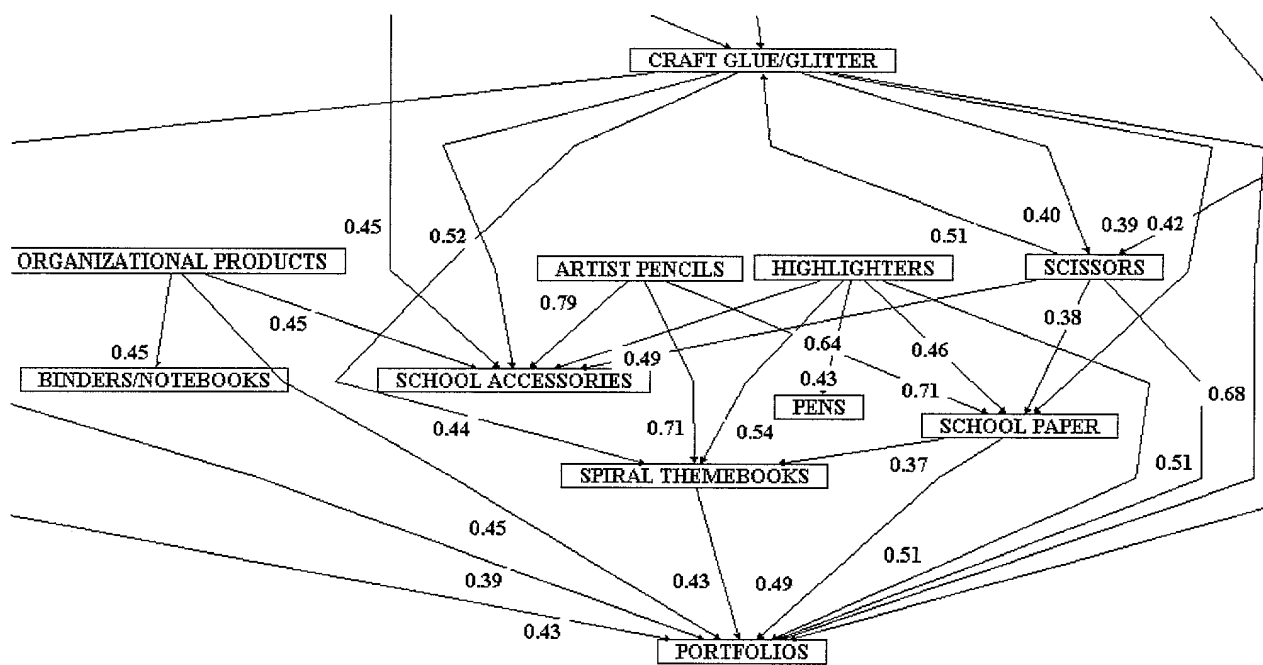 CRAFT GLUE/GLITTER
0.45
0.52
0.51
0.40
0.39
0.42
ORGANIZATIONAL PRODUCTS
ARTIST PENCILS
HIGHLIGHTERS
SCISSORS
0.79
0.45
0.38
0.45
0.49
0.64
0.46
BINDERS/NOTEBOOKS
SCHOOL ACCESSORIES
0.43
0.71
0.68
PENS
SCHOOL PAPER
0.44
0.71
0.54
0.37
0.51
SPIRAL THEMEBOOKS
0.45
0.51
0.39
0.43
0.49
0.43
PORTFOLIOS